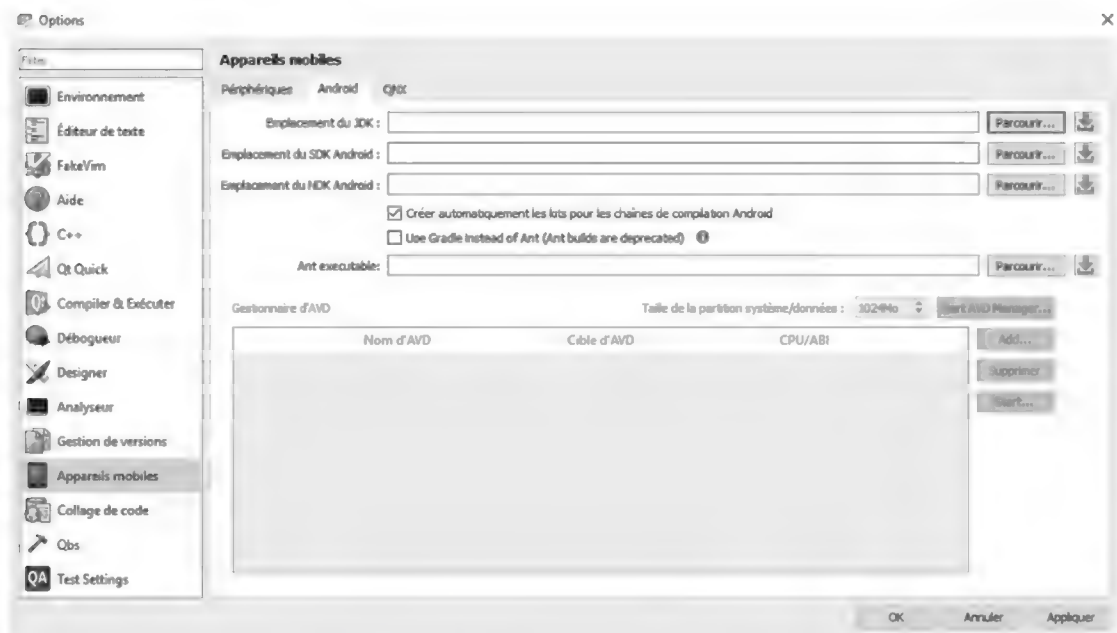 Options
Filter
Appareils mobiles
Environnement
Éditeur de texte
FakeVim
Aide
C++
Qt Quick
Compiler & Exécuter
Débogueur
Designer
Analyseur
Gestion de versions
Appareils mobiles
Collage de code
Qbs
QA Test Settings
Périphériques Android QNX
Emplacement du JDK : Parcourir...
Emplacement du SDK Android : Parcourir...
Emplacement du NDK Android : Parcourir...
Créer automatiquement les kits pour les chaînes de compilation Android
Use Gradle instead of Ant (Ant builds are deprecated)
Ant executable: Parcourir...
Gestionnaire d'AVD Taille de la partition système/données : 1024Mo Start AVD Manager...
Nom d'AVD Cible d'AVD CPU/ABI Add...
Supprimer
Start...
OK Annuler Appliquer